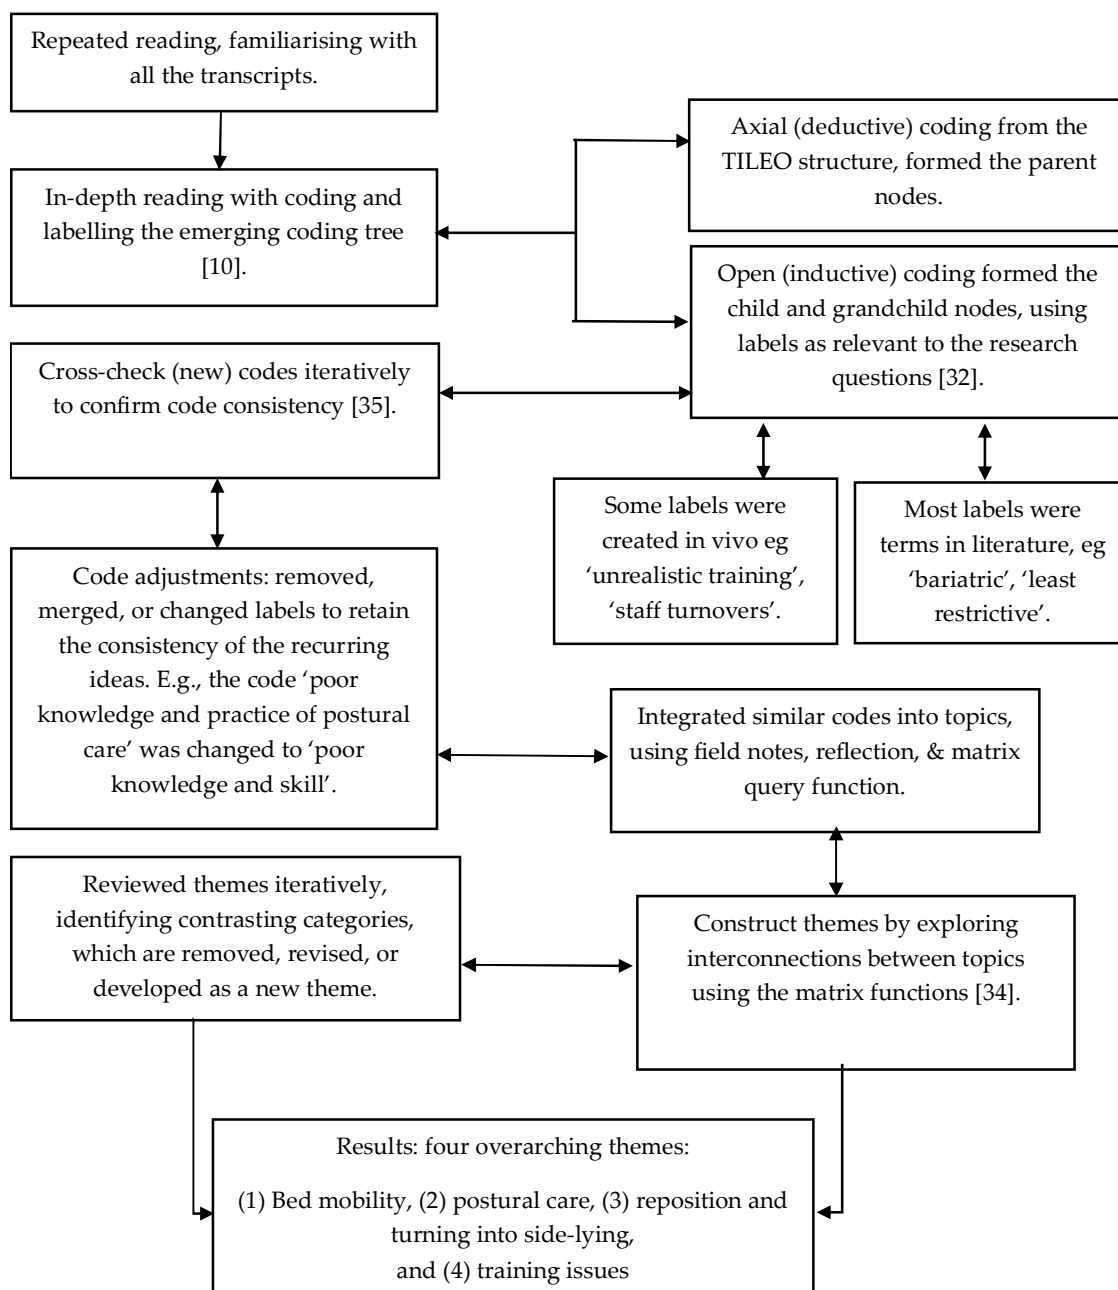 Repeated reading, familiarising with
all the transcripts.
Axial (deductive) coding from the
TILEO structure, formed the parent
nodes.
In-depth reading with coding and
labelling the emerging coding tree
[10].
Open (inductive) coding formed the
child and grandchild nodes, using
labels as relevant to the research
questions [32].
Cross-check (new) codes iteratively
to confirm code consistency [35].
Some labels were
created in vivo eg
‘unrealistic training’,
‘staff turnovers’.
Most labels were
terms in literature, eg
‘bariatric’, ‘least
restrictive’.
Code adjustments: removed,
merged, or changed labels to retain
the consistency of the recurring
ideas. E.g., the code ‘poor
knowledge and practice of postural
care’ was changed to ‘poor
knowledge and skill’.
Integrated similar codes into topics,
using field notes, reflection, & matrix
query function.
Reviewed themes iteratively,
identifying contrasting categories,
which are removed, revised, or
developed as a new theme.
Construct themes by exploring
interconnections between topics
using the matrix functions [34].
Results: four overarching themes:
(1) Bed mobility, (2) postural care, (3) reposition and
turning into side-lying,
and (4) training issues